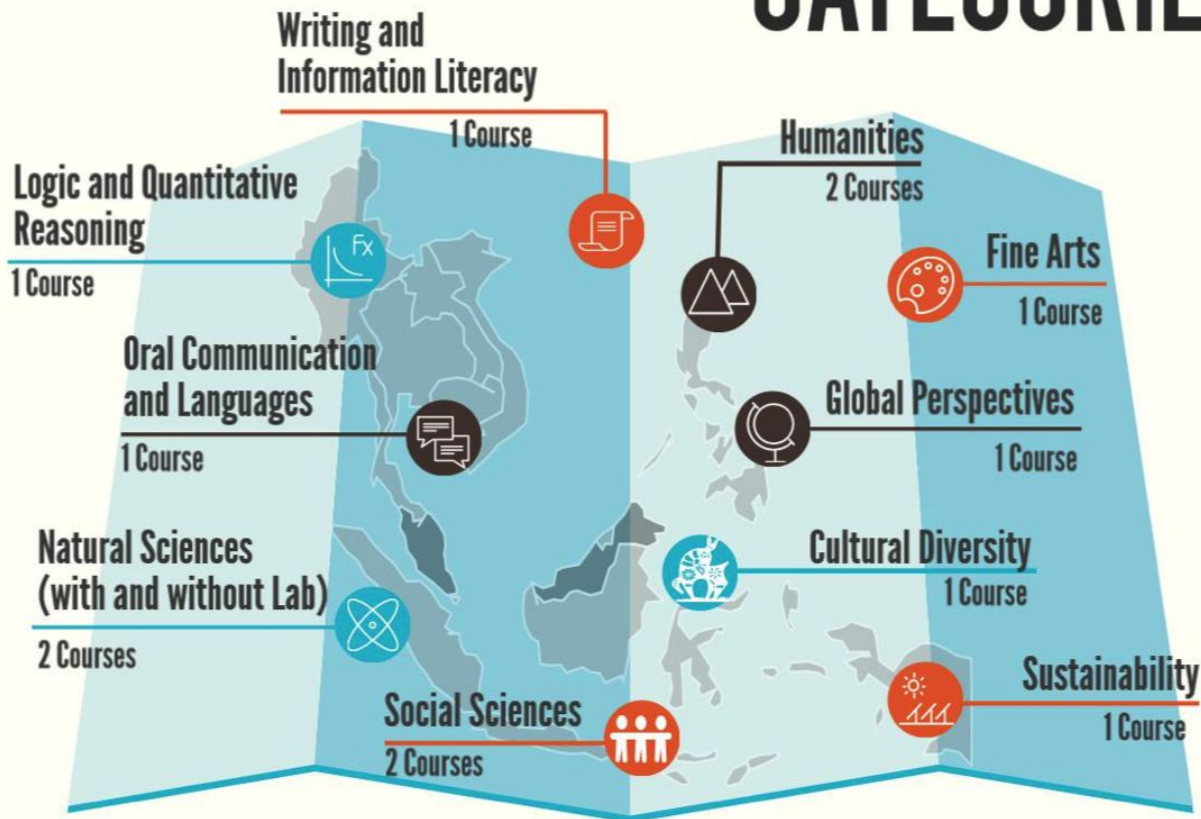 Writing and
Information Literacy
1 Course
Humanities
2 Courses
Logic and Quantitative
Reasoning
1 Course
Fx
Fine Arts
1 Course
Oral Communication
and Languages
1 Course
Global Perspectives
1 Course
Natural Sciences
(with and without Lab)
2 Courses
Cultural Diversity
1 Course
Social Sciences
2 Courses
Sustainability
1 Course